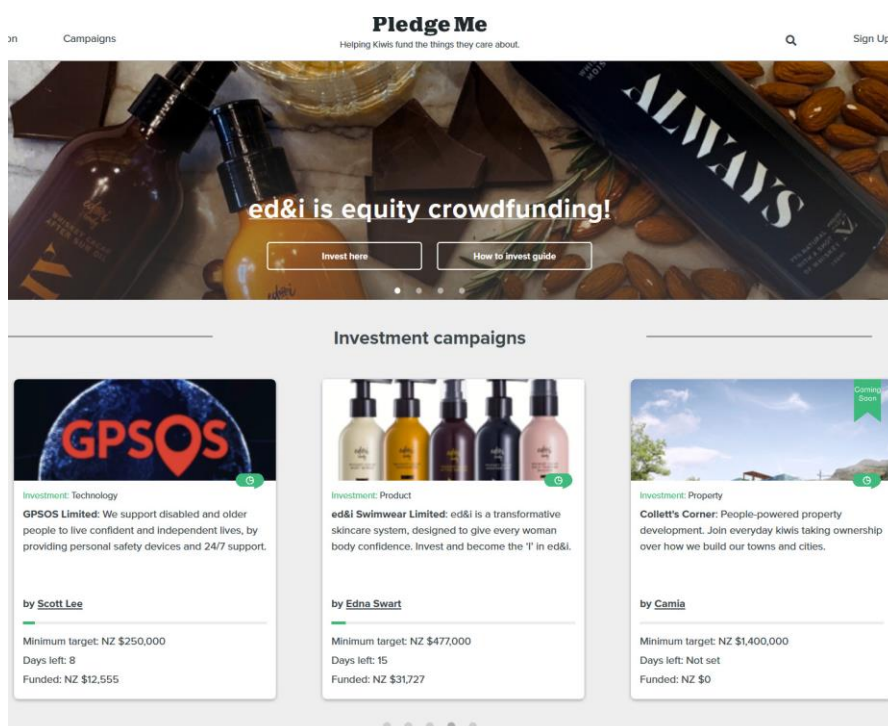 Pledge Me
Helping Kiwis fund the things they care about.
on
Campaigns
Sign Up
ALWAYS
ed&i is equity crowdfunding!
Invest here
How to invest guide
Investment campaigns
GPSOS
Investment: Technology
GPSOS Limited: We support disabled and older
people to live confident and independent lives, by
providing personal safety devices and 24/7 support.
by Scott Lee
Minimum target: NZ $250,000
Days left: 8
Funded: NZ $12,555
Investment: Product
ed&i Swimwear Limited: ed&i is a transformative
skincare system, designed to give every woman
body confidence. Invest and become the 'I' in ed&i.
by Edna Swart
Minimum target: NZ $477,000
Days left: 15
Funded: NZ $31,727
Coming
Soon
Investment: Property
Collett's Corner: People-powered property
development. Join everyday kiwis taking ownership
over how we build our towns and cities.
by Camia
Minimum target: NZ $1,400,000
Days left: Not set
Funded: NZ $0